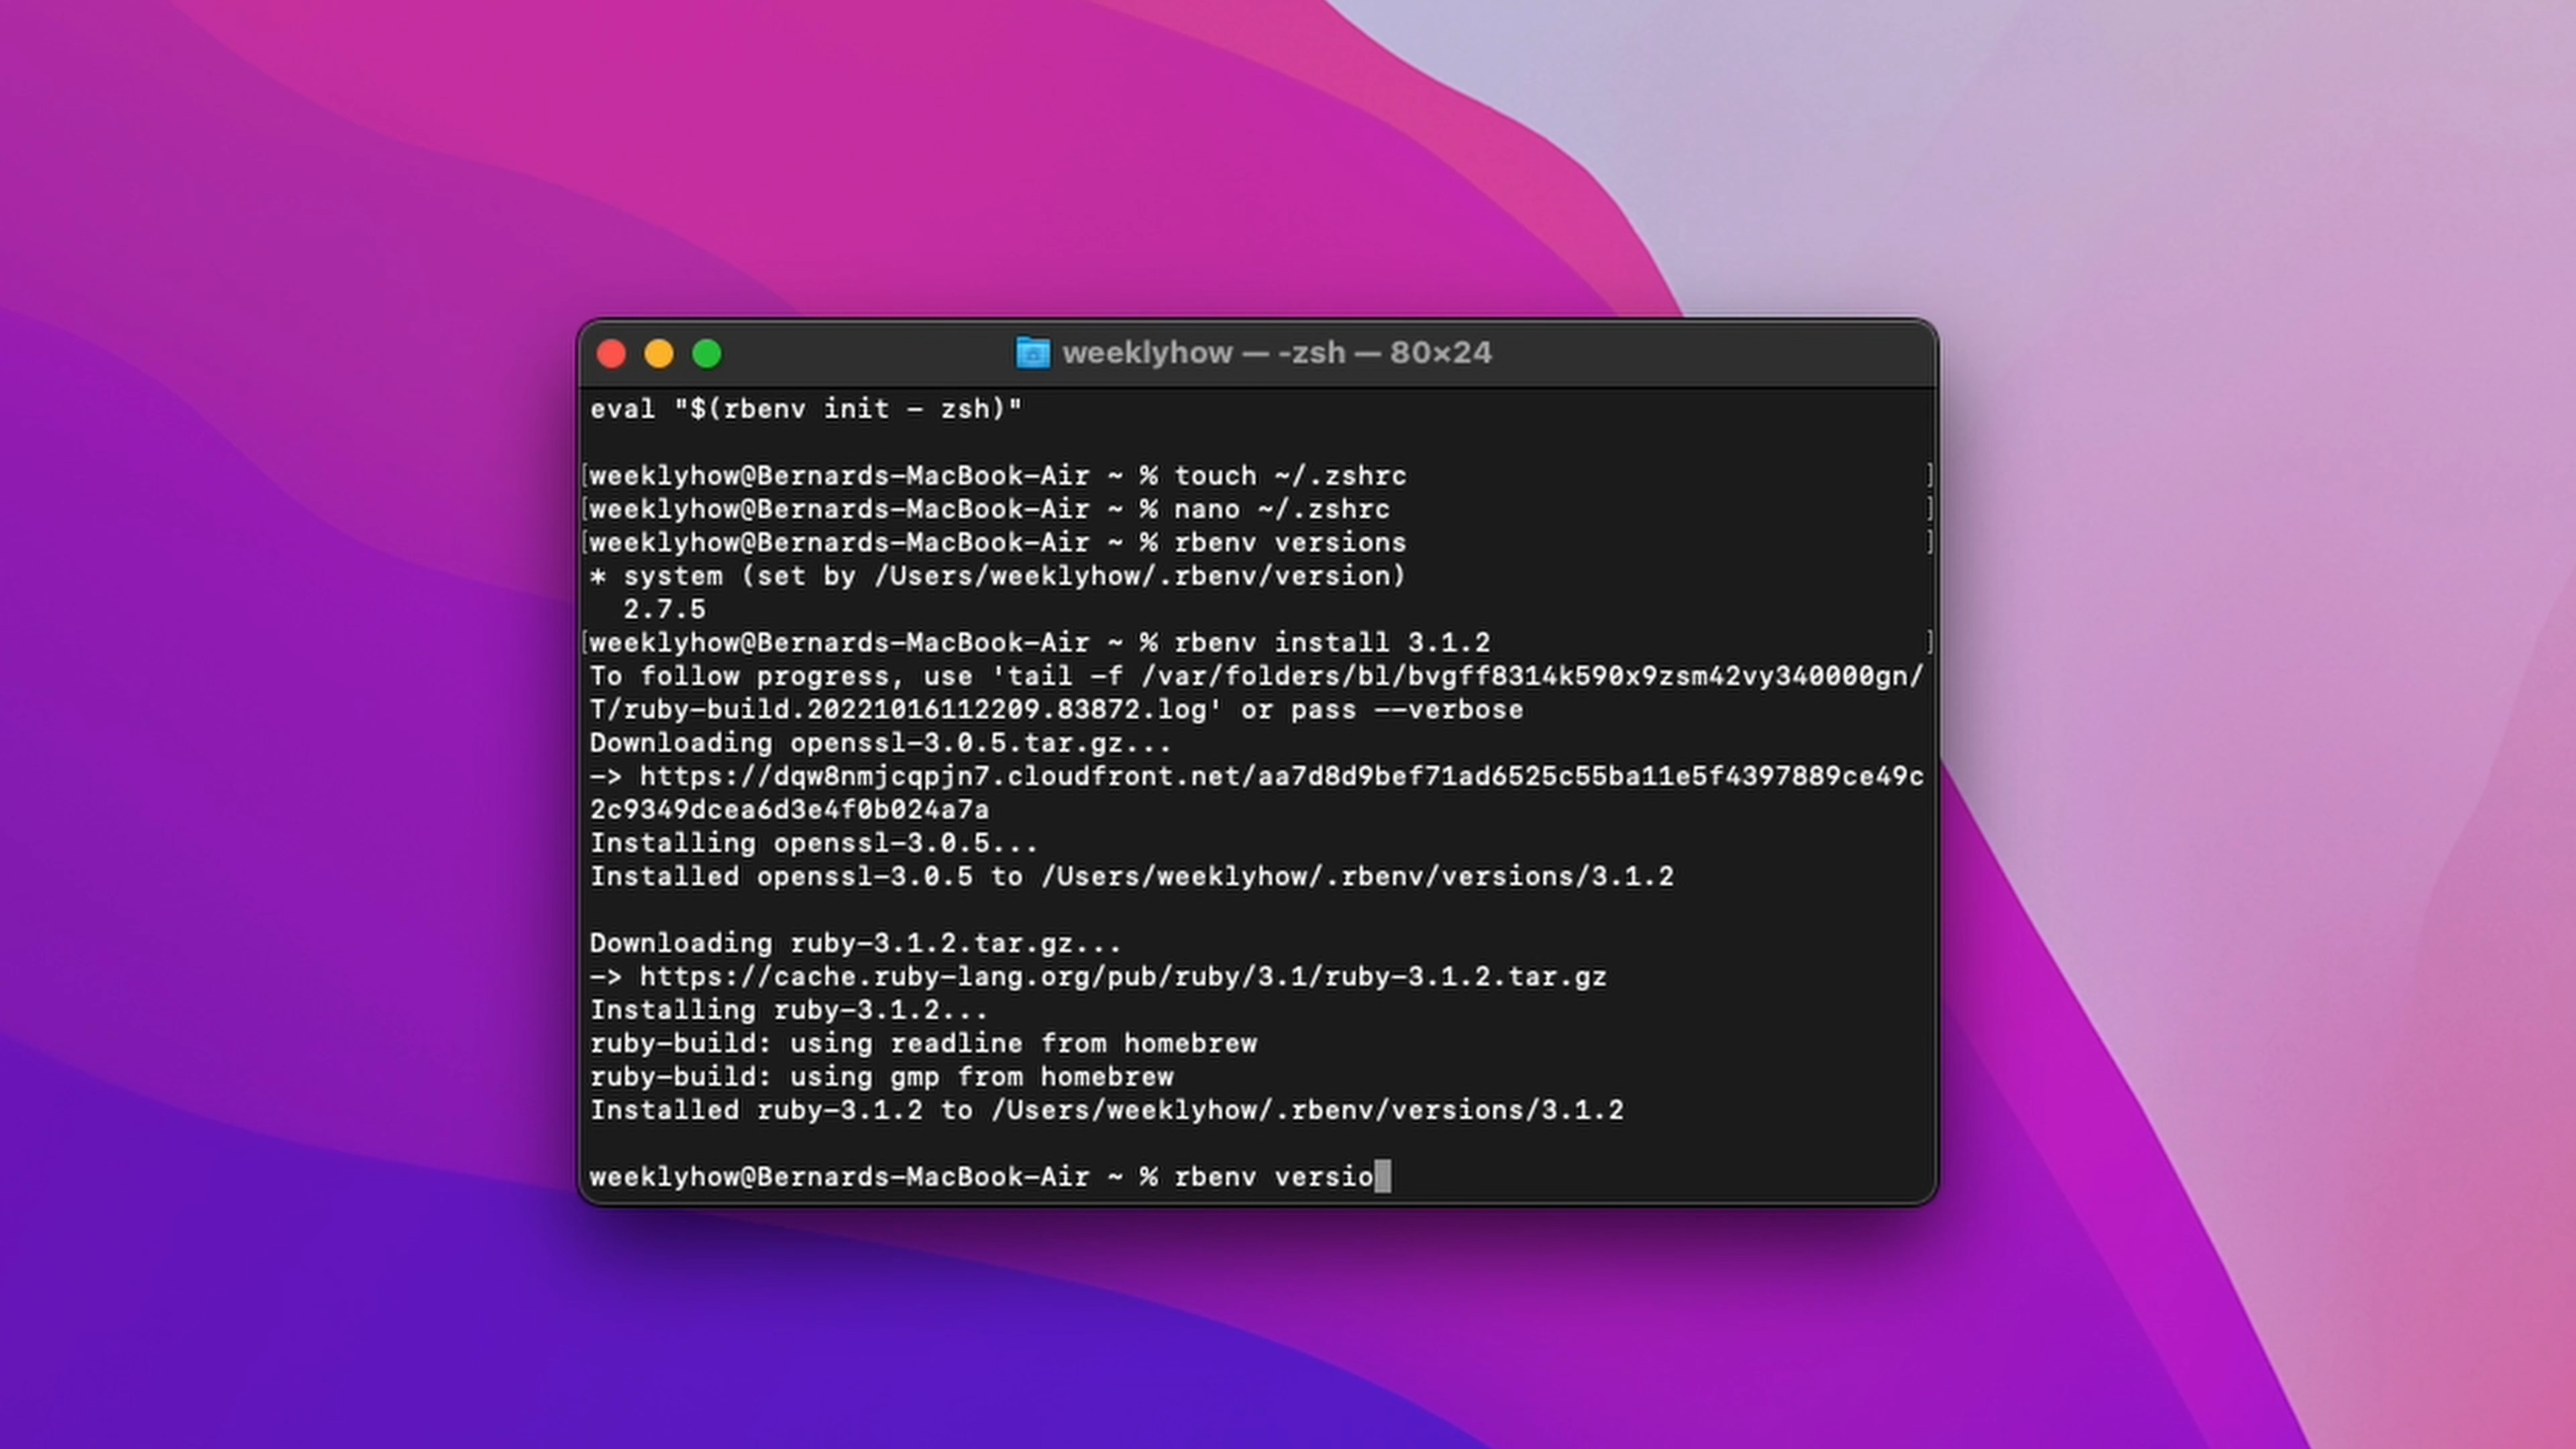 weeklyhow — -zsh — 80×24
eval "$(rbenv init - zsh)"
[weeklyhow@Bernards-MacBook-Air ~ % touch ~/.zshrc ]
[weeklyhow@Bernards-MacBook-Air ~ % nano ~/.zshrc ]
[weeklyhow@Bernards-MacBook-Air ~ % rbenv versions ]
* system (set by /Users/weeklyhow/.rbenv/version)
  2.7.5
[weeklyhow@Bernards-MacBook-Air ~ % rbenv install 3.1.2 ]
To follow progress, use 'tail -f /var/folders/bl/bvgff8314k590x9zsm42vy340000gn/
T/ruby-build.20221016112209.83872.log' or pass --verbose
Downloading openssl-3.0.5.tar.gz...
-> https://dqw8nmjcqpjn7.cloudfront.net/aa7d8d9bef71ad6525c55ba11e5f4397889ce49c
2c9349dcea6d3e4f0b024a7a
Installing openssl-3.0.5...
Installed openssl-3.0.5 to /Users/weeklyhow/.rbenv/versions/3.1.2
Downloading ruby-3.1.2.tar.gz...
-> https://cache.ruby-lang.org/pub/ruby/3.1/ruby-3.1.2.tar.gz
Installing ruby-3.1.2...
ruby-build: using readline from homebrew
ruby-build: using gmp from homebrew
Installed ruby-3.1.2 to /Users/weeklyhow/.rbenv/versions/3.1.2
weeklyhow@Bernards-MacBook-Air ~ % rbenv versio